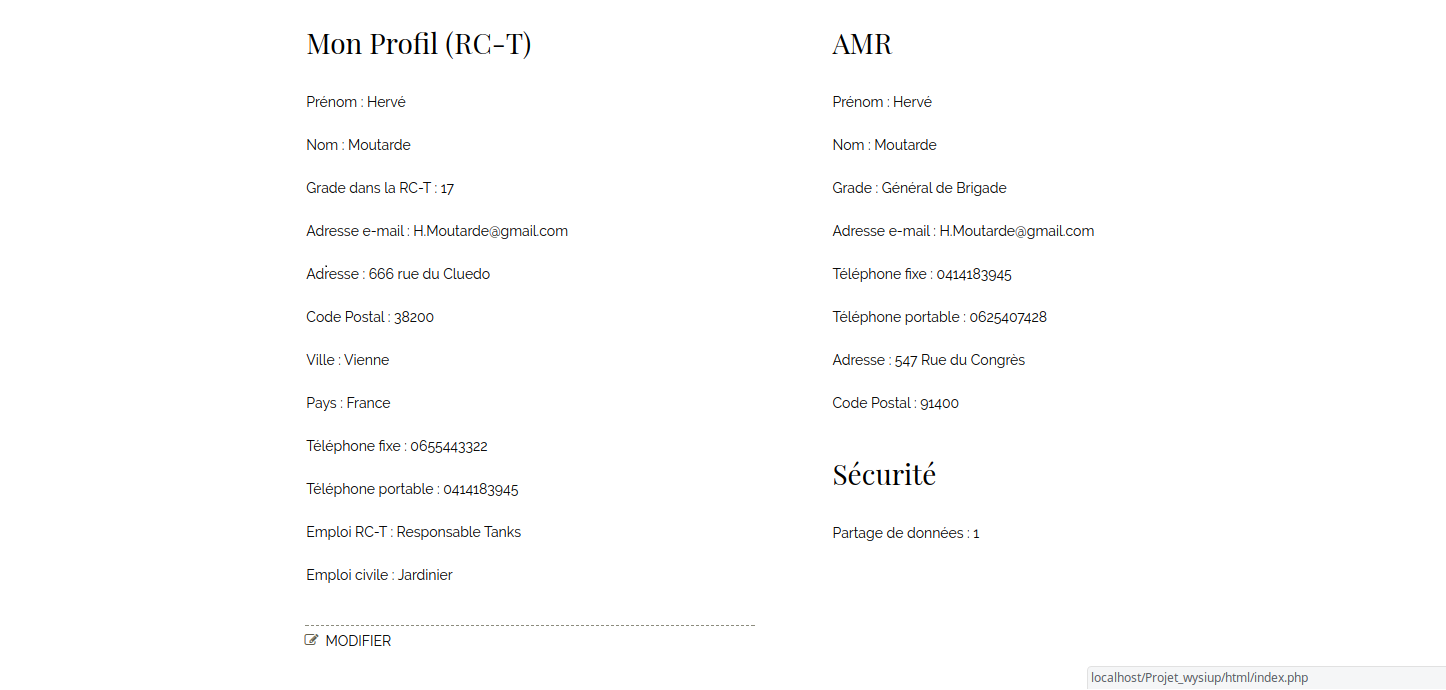 Mon Profil (RC-T)
Prénom : Hervé
Nom : Moutarde
Grade dans la RC-T : 17
Adresse e-mail : H.Moutarde@gmail.com
Adresse : 666 rue du Cluedo
Code Postal : 38200
Ville : Vienne
Pays : France
Téléphone fixe : 0655443322
Téléphone portable : 0414183945
Emploi RC-T : Responsable Tanks
Emploi civile : Jardinier
MODIFIER
AMR
Prénom : Hervé
Nom : Moutarde
Grade : Général de Brigade
Adresse e-mail : H.Moutarde@gmail.com
Téléphone fixe : 0414183945
Téléphone portable : 0625407428
Adresse : 547 Rue du Congrès
Code Postal : 91400
Sécurité
Partage de données : 1
localhost/Projet_wysiup/html/index.php